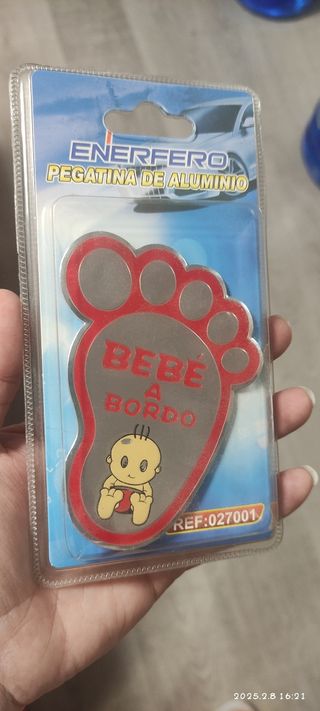 ENERFERO
PEGATINA DE ALUMINIO
BEBÉ
A
BORDO
REF:027001
2025.2.8 16:21